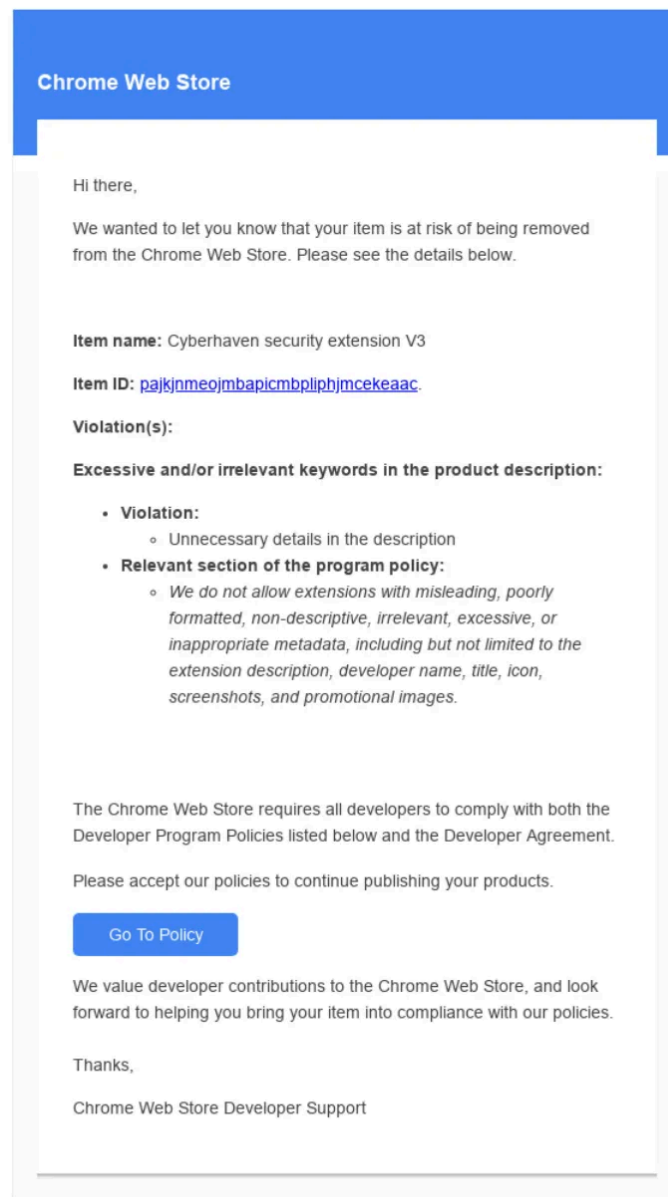 Chrome Web Store
Hi there,
We wanted to let you know that your item is at risk of being removed
from the Chrome Web Store. Please see the details below.
Item name: Cyberhaven security extension V3
Item ID: pajkjnmeojmbapicmbpliphjmcekeaac.
Violation(s):
Excessive and/or irrelevant keywords in the product description:
• Violation:
◦ Unnecessary details in the description
• Relevant section of the program policy:
◦ We do not allow extensions with misleading, poorly
formatted, non-descriptive, irrelevant, excessive, or
inappropriate metadata, including but not limited to the
extension description, developer name, title, icon,
screenshots, and promotional images.
The Chrome Web Store requires all developers to comply with both the
Developer Program Policies listed below and the Developer Agreement.
Please accept our policies to continue publishing your products.
Go To Policy
We value developer contributions to the Chrome Web Store, and look
forward to helping you bring your item into compliance with our policies.
Thanks,
Chrome Web Store Developer Support